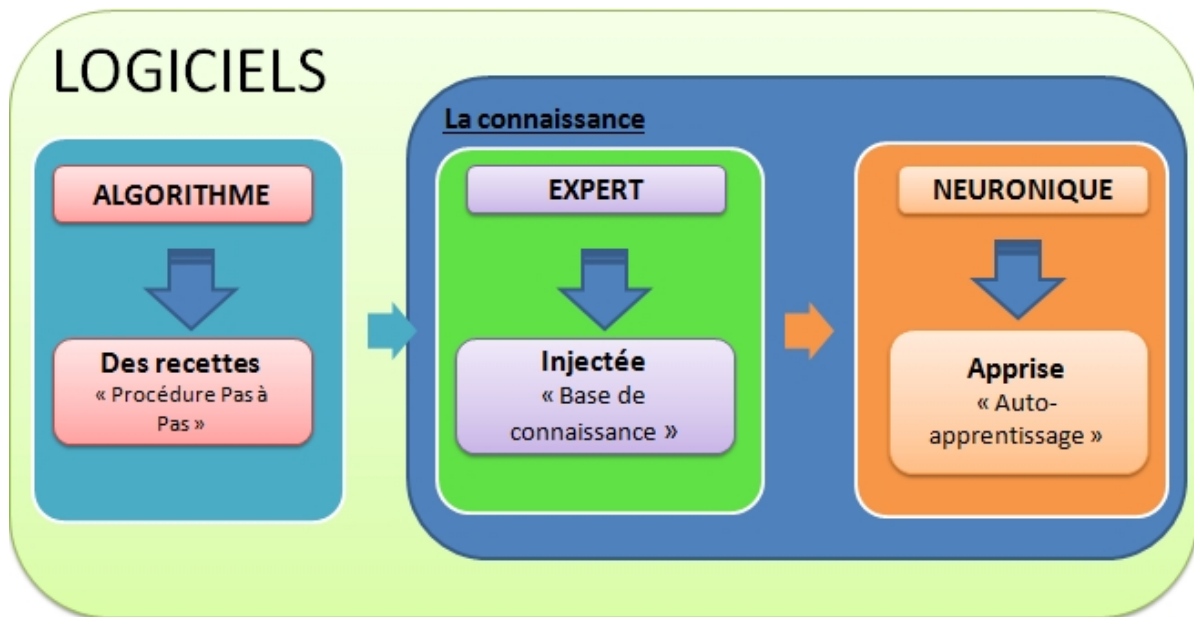 LOGICIELS
ALGORITHME
Des recettes
« Procédure Pas à
Pas »
La connaissance
EXPERT
Injectée
« Base de
connaissance »
NEURONIQUE
Apprise
« Auto-
apprentissage »